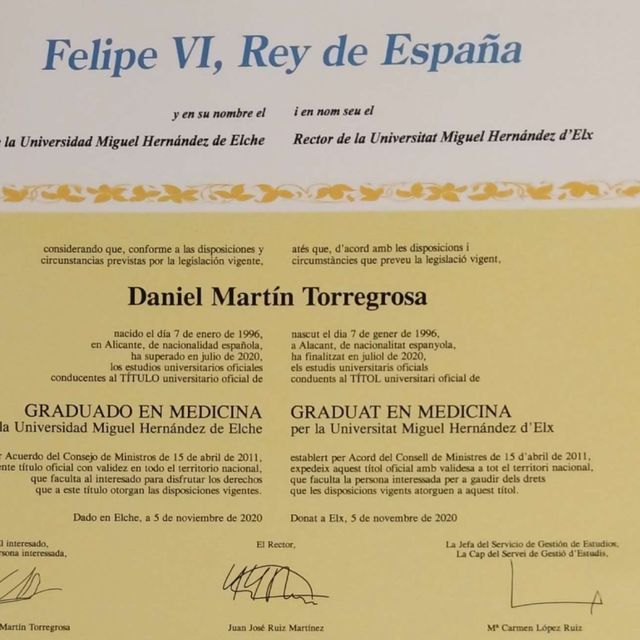 Felipe VI, Rey de España
y en su nombre el
la Universidad Miguel Hernández de Elche
i en nom seu el
Rector de la Universitat Miguel Hernández d'Elx
considerando que, conforme a las disposiciones y
circunstancias previstas por la legislación vigente,
atés que, d'acord amb les disposicions i
circumstàncies que preveu la legislació vigent,
Daniel Martín Torregrosa
nacido el día 7 de enero de 1996,
en Alicante, de nacionalidad española,
ha superado en julio de 2020,
los estudios universitarios oficiales
conducentes al TÍTULO universitario oficial de
nascut el dia 7 de gener de 1996,
a Alacant, de nacionalitat espanyola,
ha finalitzat en juliol de 2020,
els estudis universitaris oficials
conduents al TÍTOL universitari oficial de
GRADUADO EN MEDICINA
la Universidad Miguel Hernández de Elche
GRADUAT EN MEDICINA
per la Universitat Miguel Hernández d'Elx
Acuerdo del Consejo de Ministros de 15 de abril de 2011,
título oficial con validez en todo el territorio nacional,
que faculta al interesado para disfrutar los derechos
que a este título otorgan las disposiciones vigentes.
establert per Acord del Consell de Ministres de 15 d'abril de 2011,
expedeix aquest títol oficial amb validesa a tot el territori nacional,
que faculta la persona interessada per a gaudir dels drets
que les disposicions vigents atorguen a aquest títol.
Dado en Elche, a 5 de noviembre de 2020
Donat a Elx, 5 de novembre de 2020
interesado,
interessada,
El Rector,
La Jefa del Servicio de Gestión de Estudios,
La Cap del Servei de Gestió d'Estudis,
Martín Torregrosa
Juan José Ruiz Martínez
Mª Carmen López Ruiz